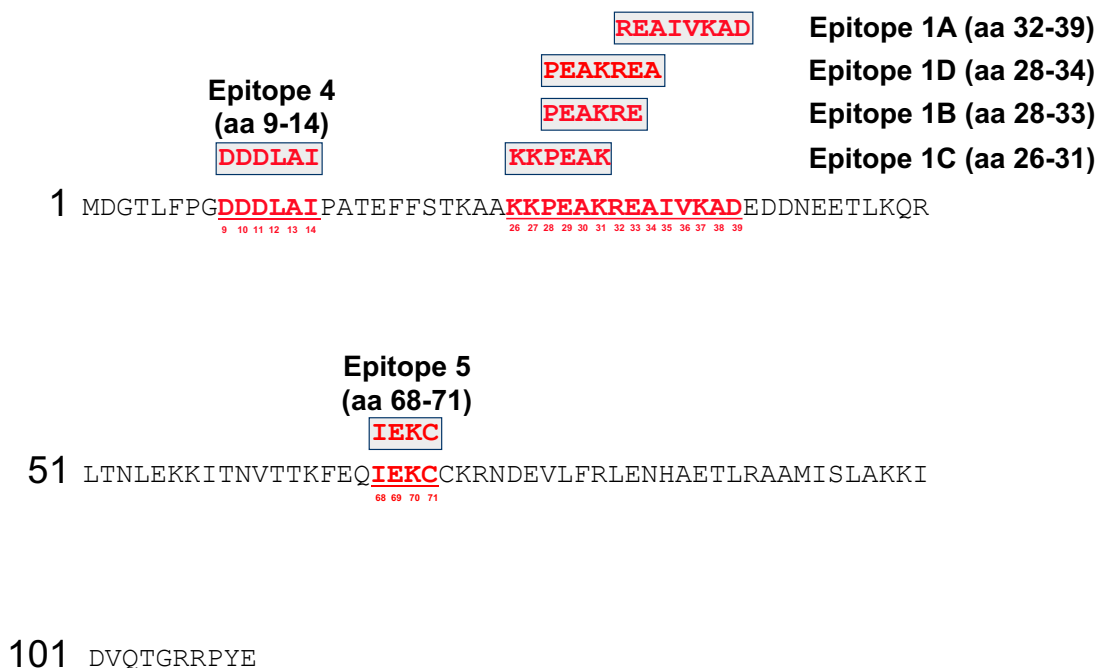 REAIVKAD Epitope 1A (aa 32-39)
PEAKREA Epitope 1D (aa 28-34)
Epitope 4
(aa 9-14)
PEAKRE Epitope 1B (aa 28-33)
DDDLAI KKPEAK Epitope 1C (aa 26-31)
1 MDGTLFPGDDDLAIPATEFFSTKAAKKPEAKREAIVKADEDDNEETLKQR
9 10 11 12 13 14 26 27 28 29 30 31 32 33 34 35 36 37 38 39
Epitope 5
(aa 68-71)
IEKC
51 LTNLEKKITNVTTKFEQIEKCCKRNDEVLFRLENHAETLRAAMISLAKKI
68 69 70 71
101 DVQTGRRPYE